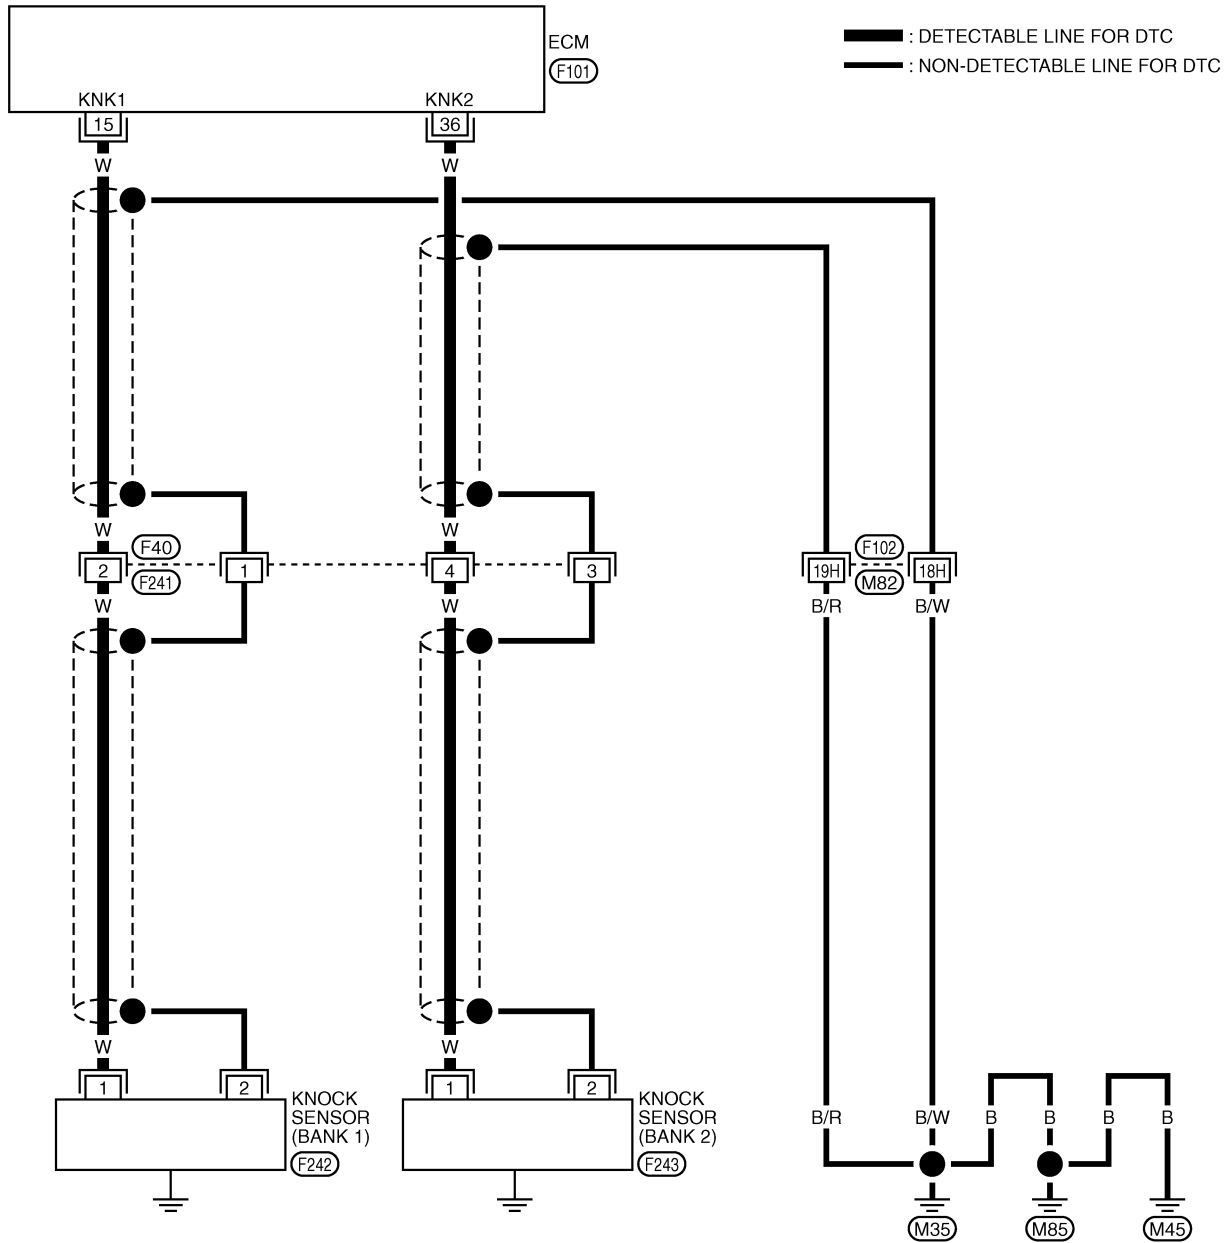 : DETECTABLE LINE FOR DTC
: NON-DETECTABLE LINE FOR DTC
ECM
F101
KNK1
KNK2
15
36
W
W
W
W
F40
F102
2
1
4
3
19H
18H
F241
M82
W
W
B/R
B/W
W
W
1
2
1
2
KNOCK
SENSOR
(BANK 1)
F242
KNOCK
SENSOR
(BANK 2)
F243
B/R
B/W
B
B
B
B
M35
M85
M45